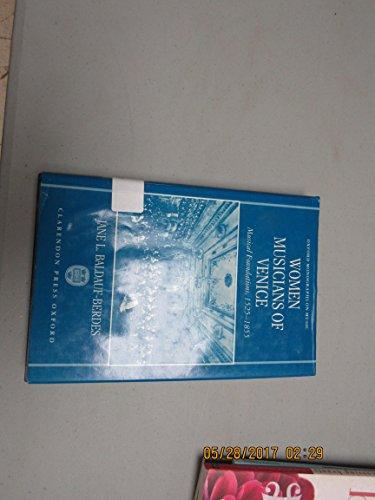 OXFORD MONOGRAPHS ON MUSIC
WOMEN
MUSICIANS OF
VENICE
Musical Foundations, 1525–1855
JANE L. BALDAUF-BERDES
CLARENDON PRESS OXFORD
05/28/2017 02:29